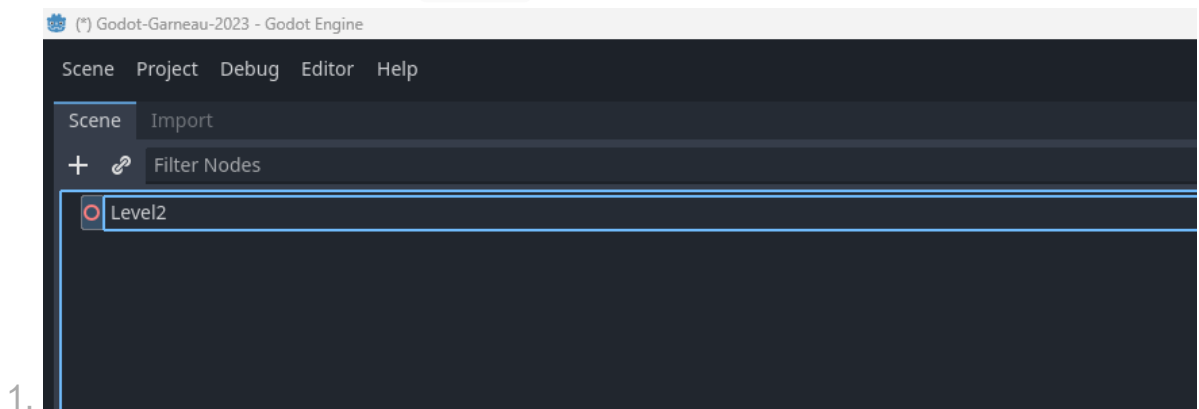 (*) Godot-Garneau-2023 - Godot Engine
Scene Project Debug Editor Help
Scene Import
Filter Nodes
Level2
1.